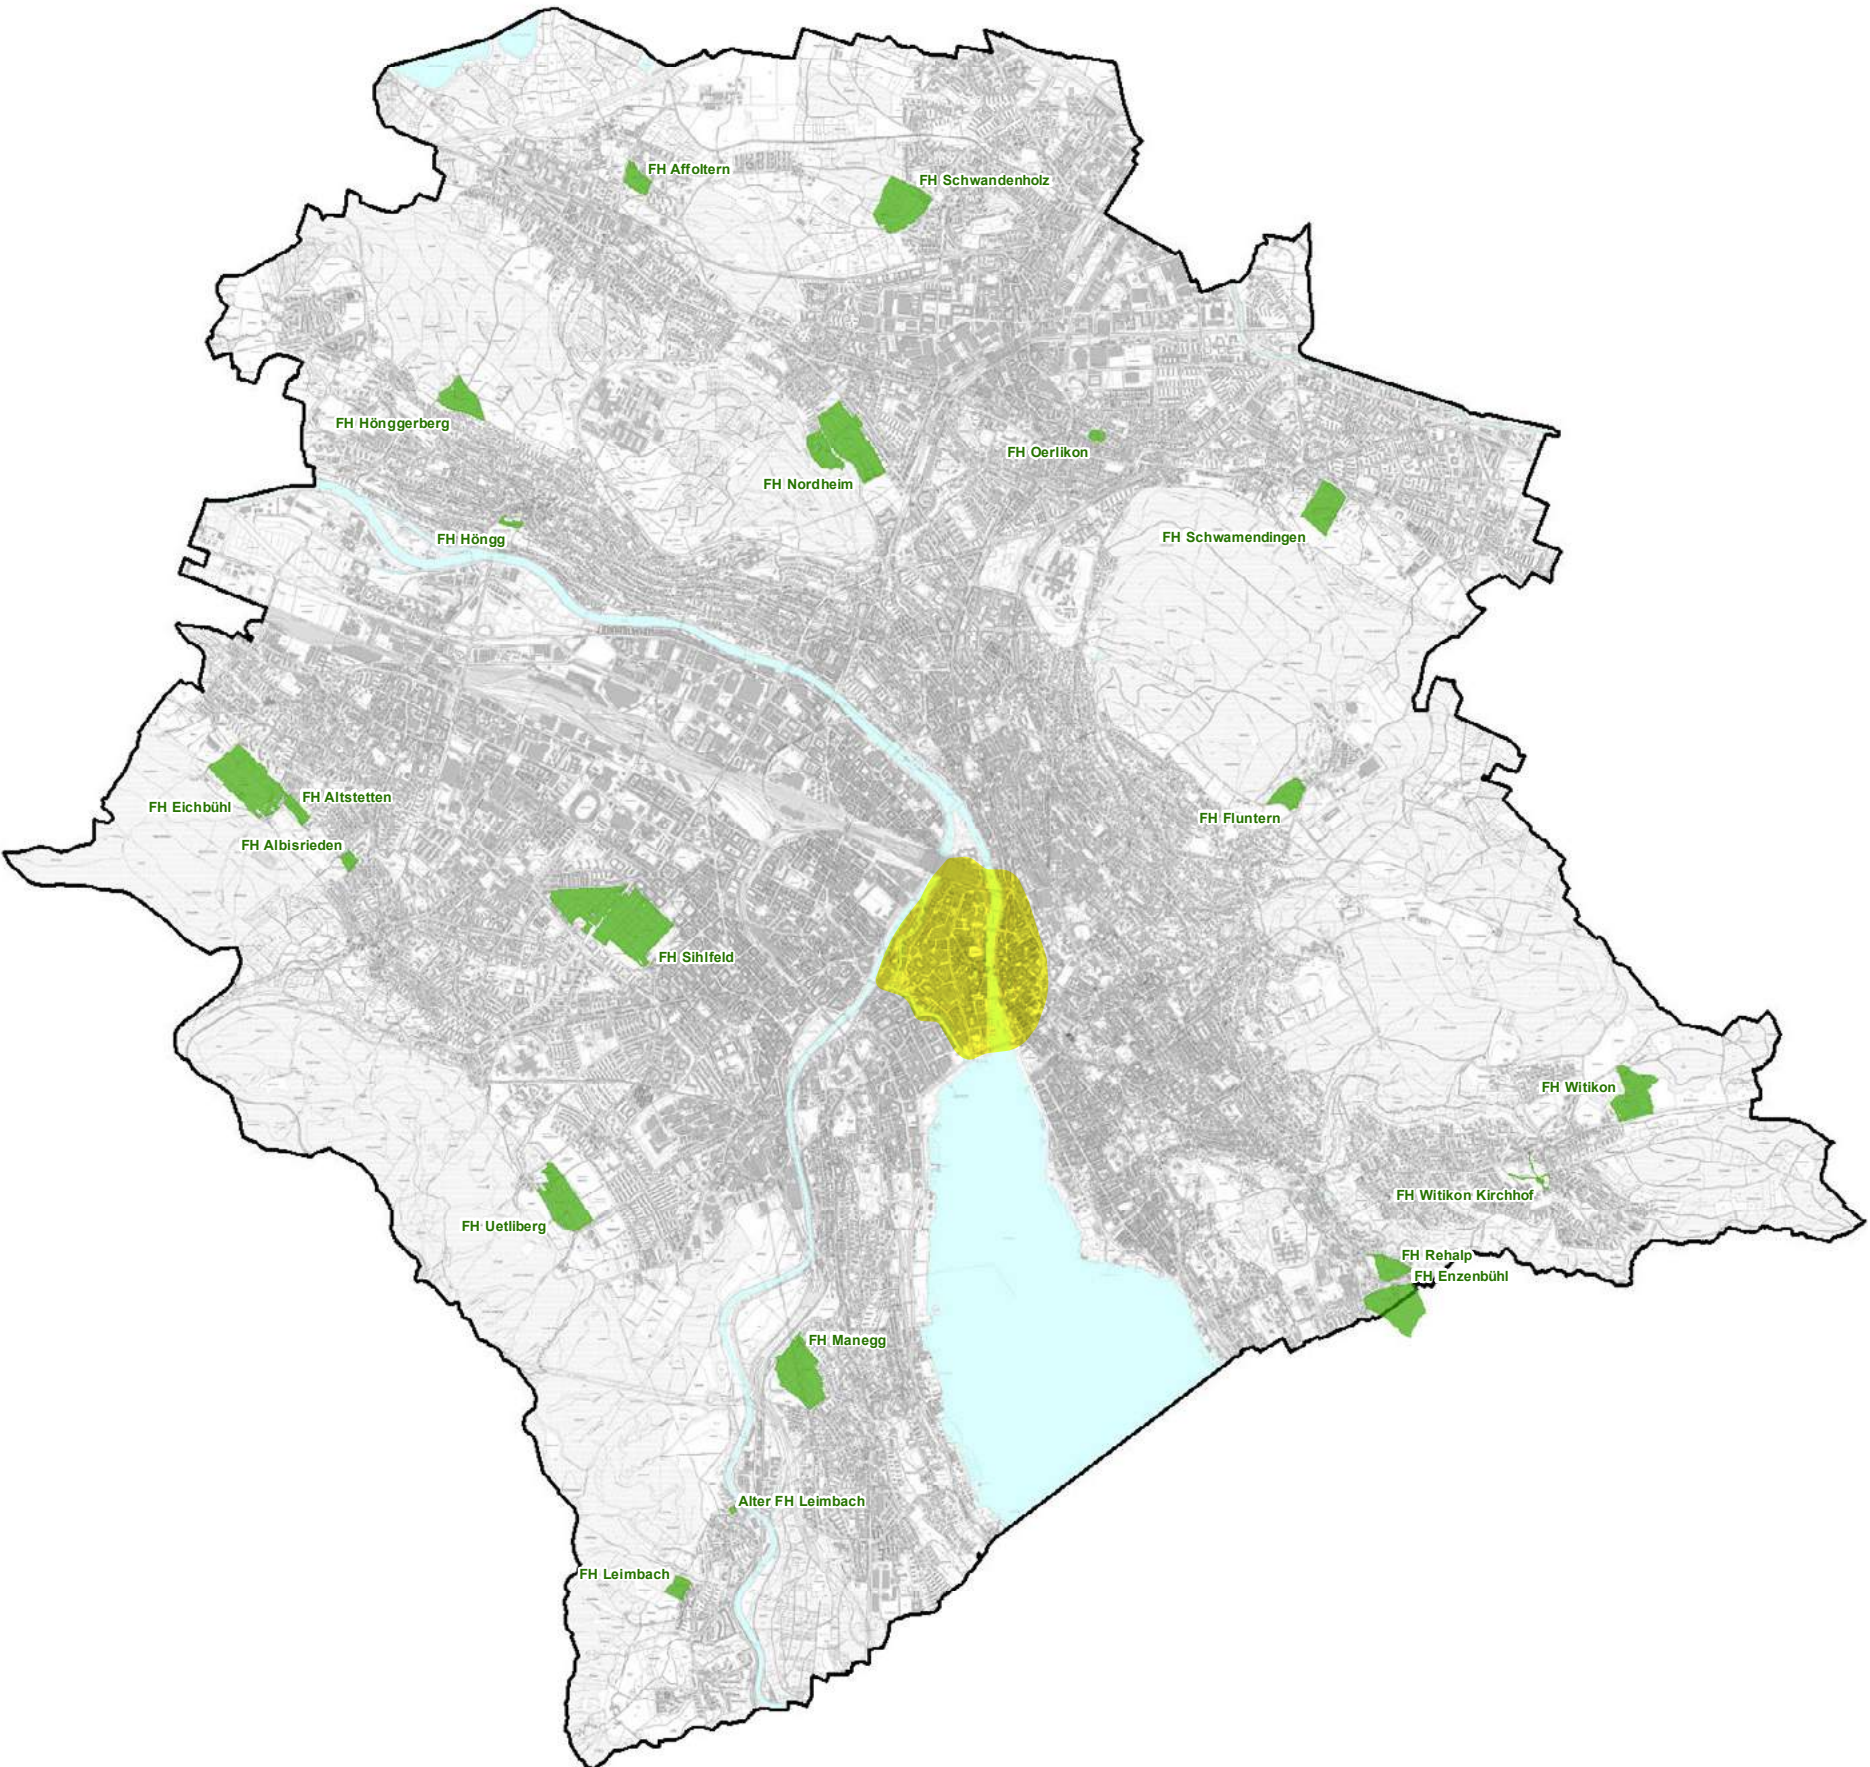 FH Affoltern
FH Schwandenholz
FH Hönggerberg
FH Oerlikon
FH Nordheim
FH Schwamendingen
FH Höngg
FH Altstetten
FH Eichbühl
FH Fluntern
FH Albisrieden
FH Sihlfeld
FH Witikon
FH Witikon Kirchhof
FH Uetliberg
FH Rehalp
FH Enzenbühl
FH Manegg
Alter FH Leimbach
FH Leimbach